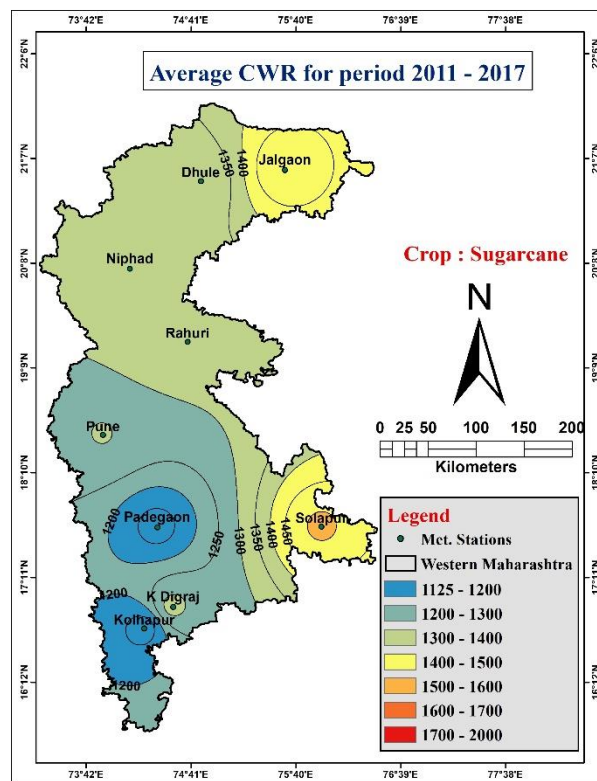 73°42'E 74°41'E 75°40'E 76°39'E 77°38'E
22°6'N
21°7'N
20°8'N
19°9'N
18°10'N
17°11'N
16°12'N
Average CWR for period 2011 - 2017
1350
1400
Jalgaon
Dhule
Niphad
Crop : Sugarcane
Rahuri
N
Pune
0 25 50 100 150 200
Kilometers
1200
Padegaon
1250
1300
1350
1400
1450
Solapur
1200
K Digraj
Kolhapur
1200
Legend
Met. Stations
Western Maharashtra
1125 - 1200
1200 - 1300
1300 - 1400
1400 - 1500
1500 - 1600
1600 - 1700
1700 - 2000
73°42'E 74°41'E 75°40'E 76°39'E 77°38'E